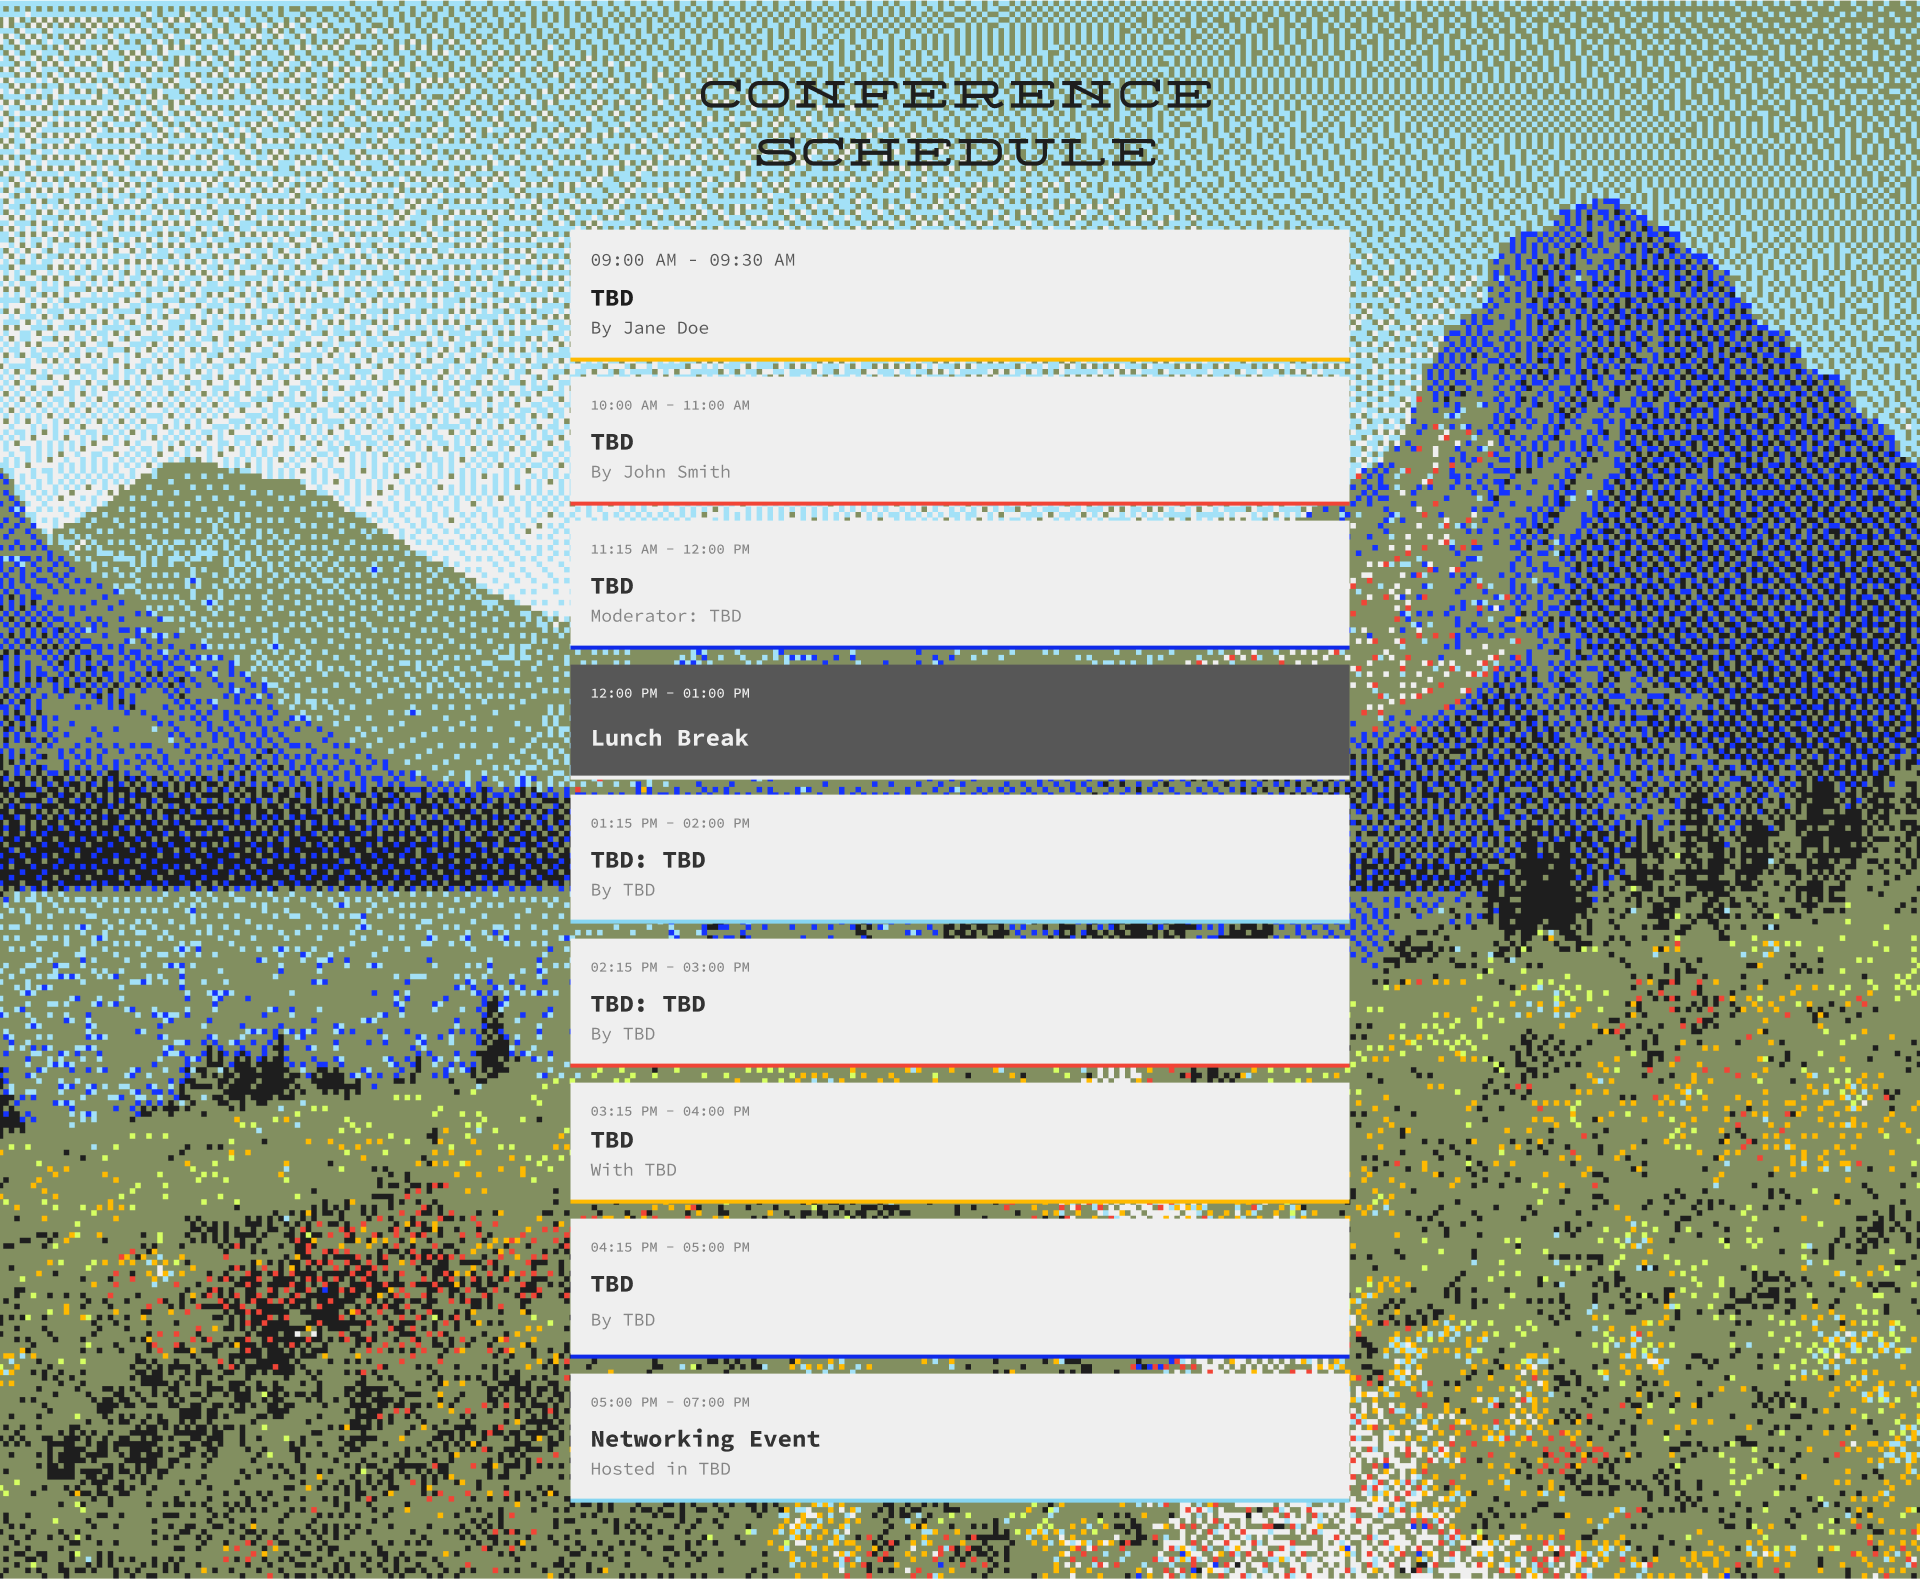 CONFERENCE
SCHEDULE
09:00 AM - 09:30 AM
TBD
By Jane Doe
10:00 AM - 11:00 AM
TBD
By John Smith
11:15 AM - 12:00 PM
TBD
Moderator: TBD
12:00 PM - 01:00 PM
Lunch Break
01:15 PM - 02:00 PM
TBD: TBD
By TBD
02:15 PM - 03:00 PM
TBD: TBD
By TBD
03:15 PM - 04:00 PM
TBD
With TBD
04:15 PM - 05:00 PM
TBD
By TBD
05:00 PM - 07:00 PM
Networking Event
Hosted in TBD